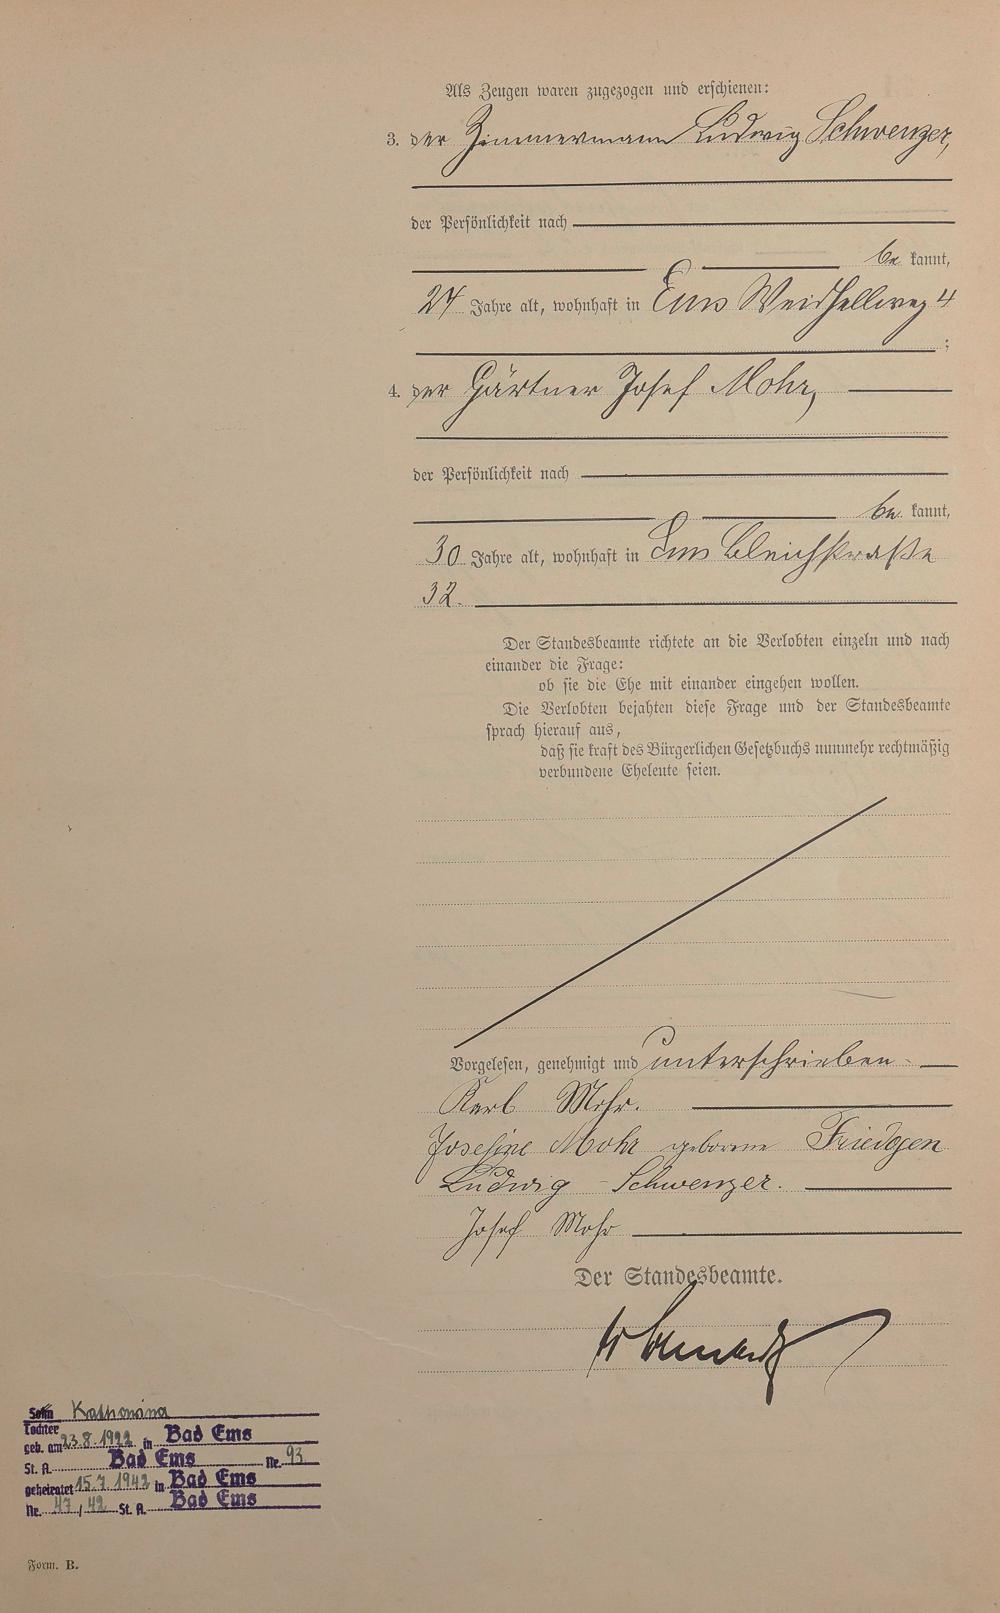 Als Zeugen waren zugezogen und erschienen:
3. der Zimmermann Ludwig Schwenzer,
der Persönlichkeit nach
be kannt,
24 Jahre alt, wohnhaft in Ems Weidhellweg 4
;
4. der Gärtner Josef Mohr,
der Persönlichkeit nach
be kannt,
30 Jahre alt, wohnhaft in Ems Bleichstraße
32.
Der Standesbeamte richtete an die Verlobten einzeln und nach
einander die Frage:
ob sie die Ehe mit einander eingehen wollen.
Die Verlobten bejahten diese Frage und der Standesbeamte
sprach hierauf aus,
daß sie kraft des Bürgerlichen Gesetzbuchs nunmehr rechtmäßig
verbundene Eheleute seien.
Vorgelesen, genehmigt und unterschrieben
Karl Mohr.
Josefine Mohr geborene Friedgen
Ludwig Schwenzer.
Josef Mohr
Der Standesbeamte.
Sohn Katharina
Tochter
geb. am 23.8.1922 in Bad Ems
St. A. Bad Ems Nr. 93
geheiratet 15.7.1942 in Bad Ems
Nr. 47/42 St. A. Bad Ems
Form. B.